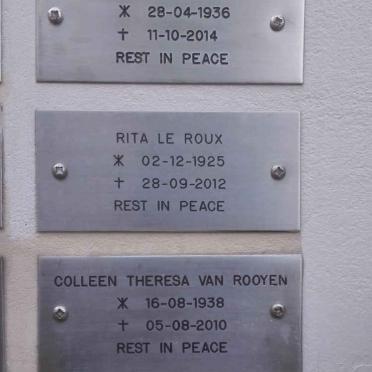 ⚹ 28-04-1936
† 11-10-2014
REST IN PEACE
RITA LE ROUX
⚹ 02-12-1925
† 28-09-2012
REST IN PEACE
COLLEEN THERESA VAN ROOYEN
⚹ 16-08-1938
† 05-08-2010
REST IN PEACE